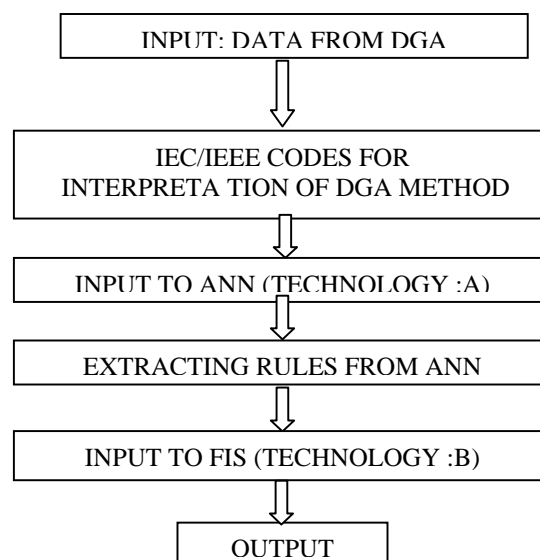 INPUT: DATA FROM DGA
IEC/IEEE CODES FOR
INTERPRETA TION OF DGA METHOD
INPUT TO ANN (TECHNOLOGY :A)
EXTRACTING RULES FROM ANN
INPUT TO FIS (TECHNOLOGY :B)
OUTPUT